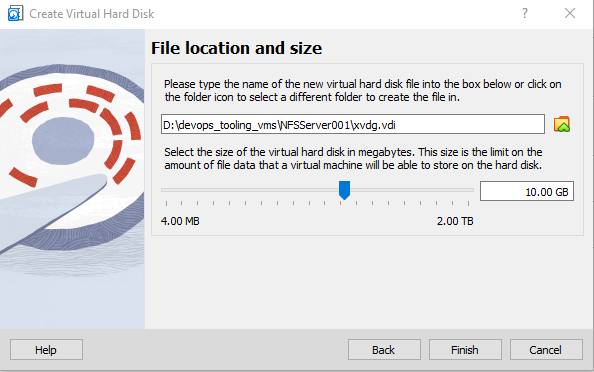 Create Virtual Hard Disk
?
File location and size
Please type the name of the new virtual hard disk file into the box below or click on
the folder icon to select a different folder to create the file in.
D:\devops_tooling_vms\NFSServer001\xvdg.vdi
Select the size of the virtual hard disk in megabytes. This size is the limit on the
amount of file data that a virtual machine will be able to store on the hard disk.
10.00 GB
4.00 MB 2.00 TB
Help Back Finish Cancel